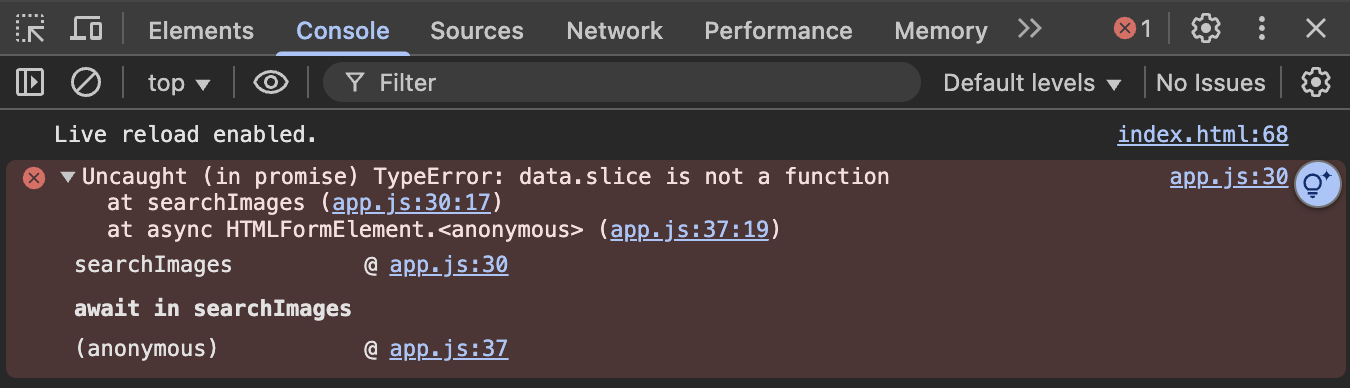 Elements Console Sources Network Performance Memory 1
top Filter Default levels No Issues
Live reload enabled. index.html:68
Uncaught (in promise) TypeError: data.slice is not a function app.js:30
at searchImages (app.js:30:17)
at async HTMLFormElement.<anonymous> (app.js:37:19)
searchImages @ app.js:30
await in searchImages
(anonymous) @ app.js:37